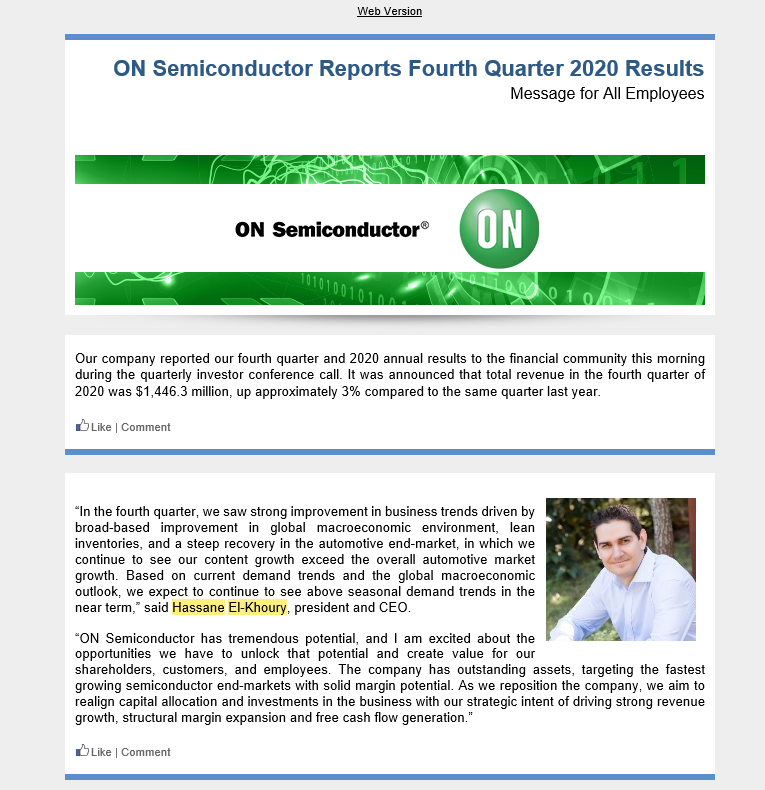 Web Version
ON Semiconductor Reports Fourth Quarter 2020 Results
Message for All Employees
ON Semiconductor®
ON
Our company reported our fourth quarter and 2020 annual results to the financial community this morning
during the quarterly investor conference call. It was announced that total revenue in the fourth quarter of
2020 was $1,446.3 million, up approximately 3% compared to the same quarter last year.
Like | Comment
“In the fourth quarter, we saw strong improvement in business trends driven by
broad-based improvement in global macroeconomic environment, lean
inventories, and a steep recovery in the automotive end-market, in which we
continue to see our content growth exceed the overall automotive market
growth. Based on current demand trends and the global macroeconomic
outlook, we expect to continue to see above seasonal demand trends in the
near term,” said Hassane El-Khoury, president and CEO.
“ON Semiconductor has tremendous potential, and I am excited about the
opportunities we have to unlock that potential and create value for our
shareholders, customers, and employees. The company has outstanding assets, targeting the fastest
growing semiconductor end-markets with solid margin potential. As we reposition the company, we aim to
realign capital allocation and investments in the business with our strategic intent of driving strong revenue
growth, structural margin expansion and free cash flow generation.”
Like | Comment